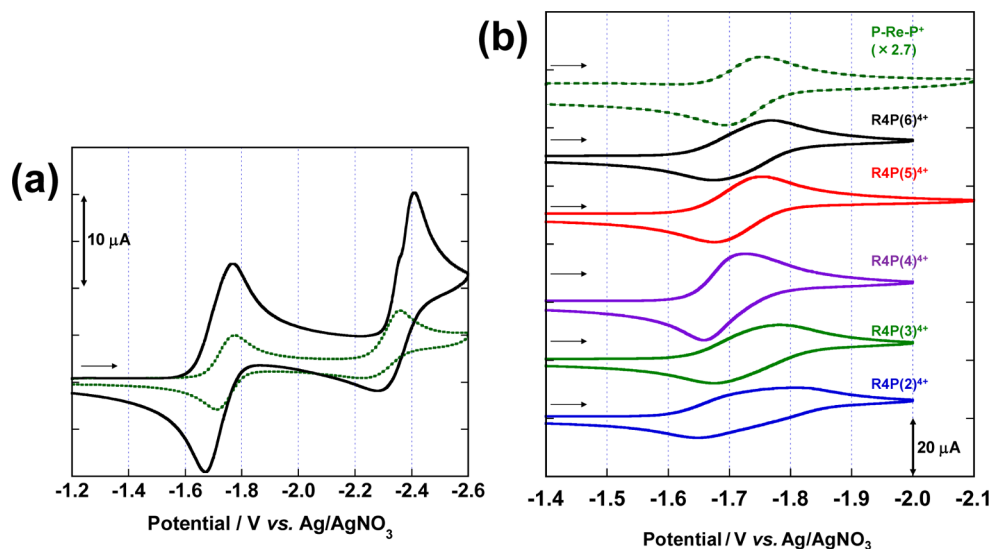 (a)
10 μA
-1.2 -1.4 -1.6 -1.8 -2.0 -2.2 -2.4 -2.6
Potential / V vs. Ag/AgNO₃
(b)
P-Re-P⁺
(× 2.7)
R4P(6)⁴⁺
R4P(5)⁴⁺
R4P(4)⁴⁺
R4P(3)⁴⁺
R4P(2)⁴⁺
20 μA
-1.4 -1.5 -1.6 -1.7 -1.8 -1.9 -2.0 -2.1
Potential / V vs. Ag/AgNO₃